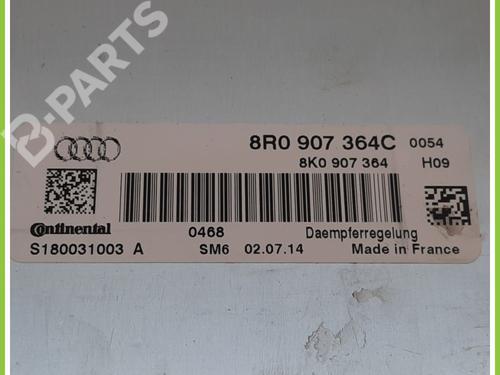 B-PARTS
8R0 907 364C 0054
8K0 907 364 H09
Continental 0468 Daempferregelung
S180031003 A SM6 02.07.14 Made in France